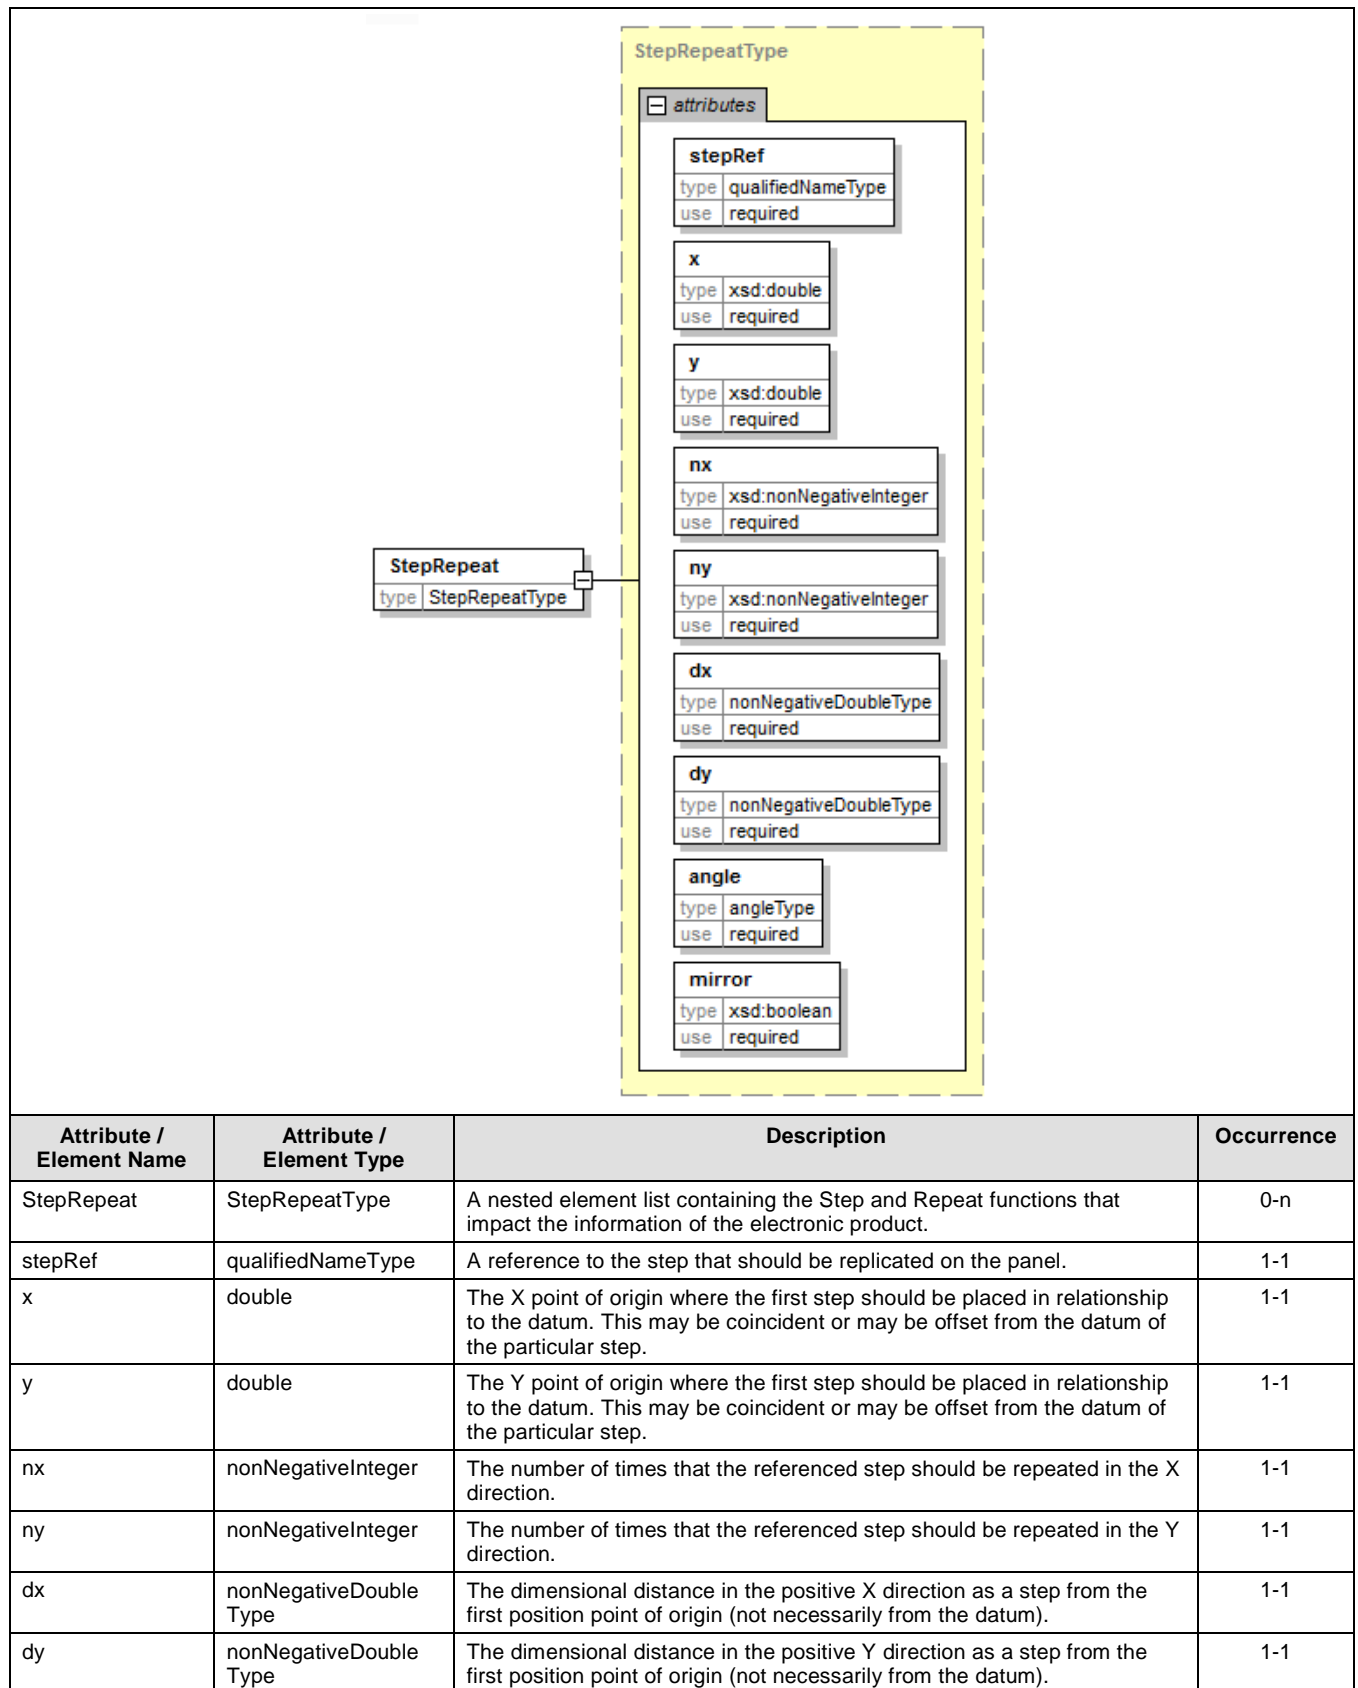 StepRepeatType
attributes
stepRef
type qualifiedNameType
use required
x
type xsd:double
use required
y
type xsd:double
use required
nx
type xsd:nonNegativeInteger
use required
StepRepeat
type StepRepeatType
ny
type xsd:nonNegativeInteger
use required
dx
type nonNegativeDoubleType
use required
dy
type nonNegativeDoubleType
use required
angle
type angleType
use required
mirror
type xsd:boolean
use required
Attribute / Attribute / Description Occurrence
Element Name Element Type
StepRepeat StepRepeatType A nested element list containing the Step and Repeat functions that 0-n
impact the information of the electronic product.
stepRef qualifiedNameType A reference to the step that should be replicated on the panel. 1-1
x double The X point of origin where the first step should be placed in relationship 1-1
to the datum. This may be coincident or may be offset from the datum of
the particular step.
y double The Y point of origin where the first step should be placed in relationship 1-1
to the datum. This may be coincident or may be offset from the datum of
the particular step.
nx nonNegativeInteger The number of times that the referenced step should be repeated in the X 1-1
direction.
ny nonNegativeInteger The number of times that the referenced step should be repeated in the Y 1-1
direction.
dx nonNegativeDouble The dimensional distance in the positive X direction as a step from the 1-1
Type first position point of origin (not necessarily from the datum).
dy nonNegativeDouble The dimensional distance in the positive Y direction as a step from the 1-1
Type first position point of origin (not necessarily from the datum).